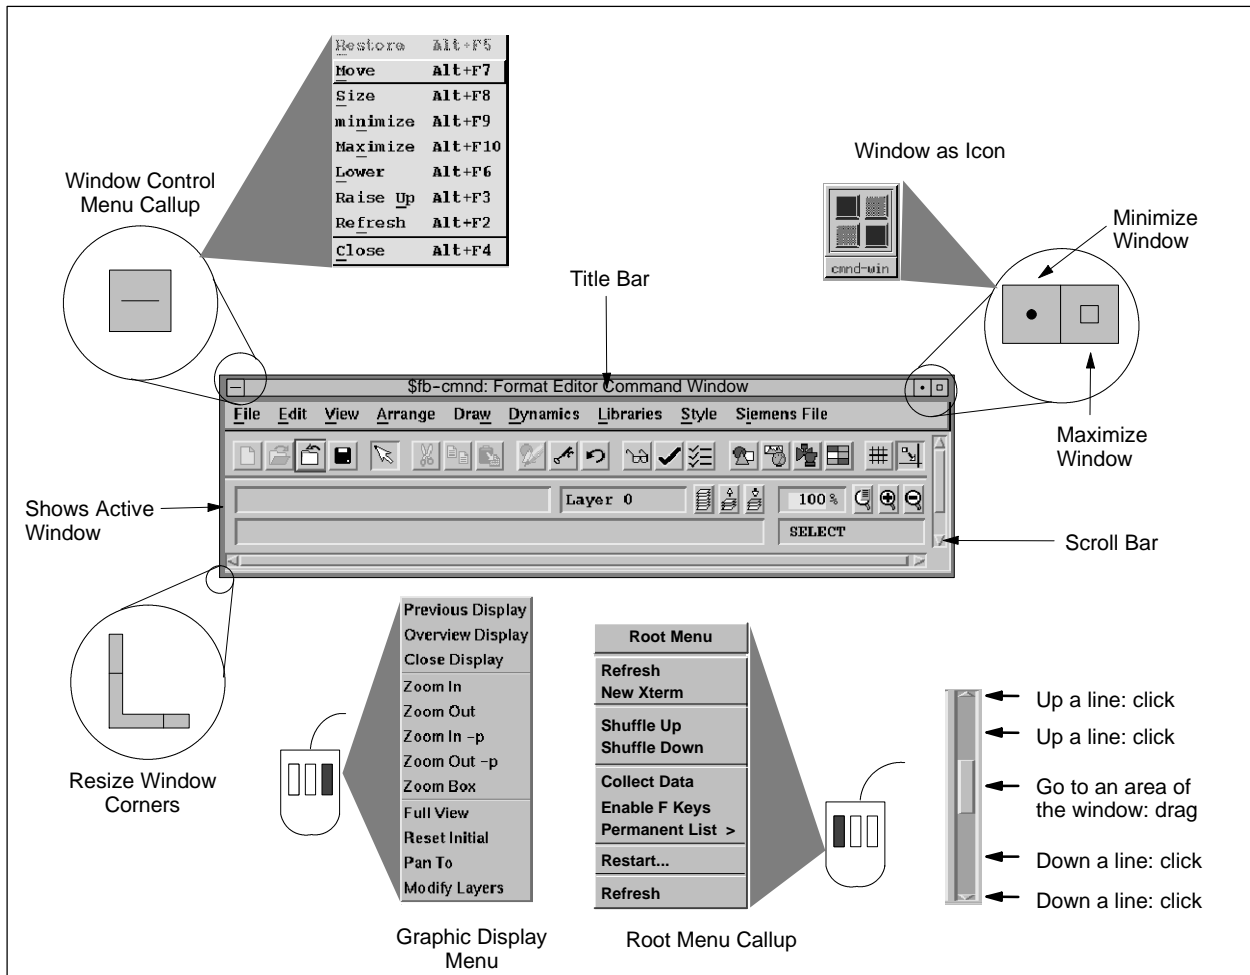 Restore Alt+F5
Move Alt+F7
Size Alt+F8
minimize Alt+F9
Maximize Alt+F10
Lower Alt+F6
Raise Up Alt+F3
Refresh Alt+F2
Close Alt+F4
Window Control
Menu Callup
Window as Icon
cmnd-win
Minimize
Window
Title Bar
$fb-cmnd: Format Editor Command Window
File Edit View Arrange Draw Dynamics Libraries Style Siemens File
Maximize
Window
Layer 0
100%
SELECT
Shows Active
Window
Scroll Bar
Resize Window
Corners
Previous Display
Overview Display
Close Display
Zoom In
Zoom Out
Zoom In -p
Zoom Out -p
Zoom Box
Full View
Reset Initial
Pan To
Modify Layers
Graphic Display
Menu
Root Menu
Refresh
New Xterm
Shuffle Up
Shuffle Down
Collect Data
Enable F Keys
Permanent List >
Restart...
Refresh
Root Menu Callup
Up a line: click
Up a line: click
Go to an area of
the window: drag
Down a line: click
Down a line: click